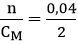 n/C_M = 0,04/2